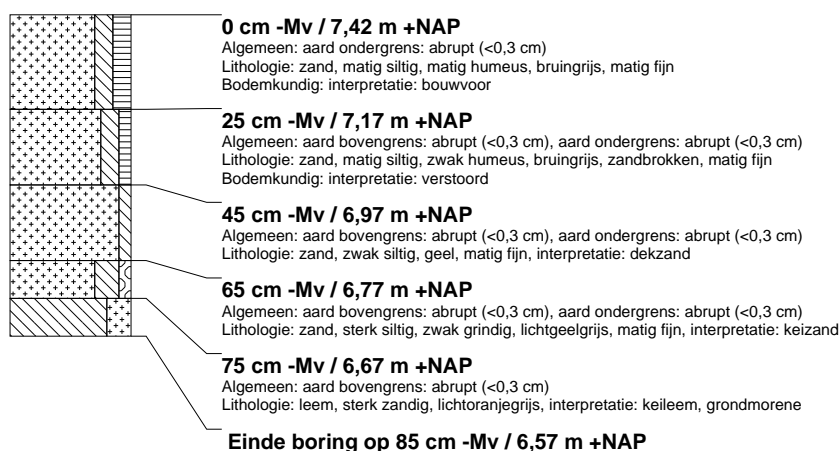 0 cm -Mv / 7,42 m +NAP
Algemeen: aard ondergrens: abrupt (<0,3 cm)
Lithologie: zand, matig siltig, matig humeus, bruingrijs, matig fijn
Bodemkundig: interpretatie: bouwvoor
25 cm -Mv / 7,17 m +NAP
Algemeen: aard bovengrens: abrupt (<0,3 cm), aard ondergrens: abrupt (<0,3 cm)
Lithologie: zand, matig siltig, zwak humeus, bruingrijs, zandbrokken, matig fijn
Bodemkundig: interpretatie: verstoord
45 cm -Mv / 6,97 m +NAP
Algemeen: aard bovengrens: abrupt (<0,3 cm), aard ondergrens: abrupt (<0,3 cm)
Lithologie: zand, zwak siltig, geel, matig fijn, interpretatie: dekzand
65 cm -Mv / 6,77 m +NAP
Algemeen: aard bovengrens: abrupt (<0,3 cm), aard ondergrens: abrupt (<0,3 cm)
Lithologie: zand, sterk siltig, zwak grindig, lichtgeelgrijs, matig fijn, interpretatie: keizand
75 cm -Mv / 6,67 m +NAP
Algemeen: aard bovengrens: abrupt (<0,3 cm)
Lithologie: leem, sterk zandig, lichtoranjegrijs, interpretatie: keileem, grondmorene
Einde boring op 85 cm -Mv / 6,57 m +NAP